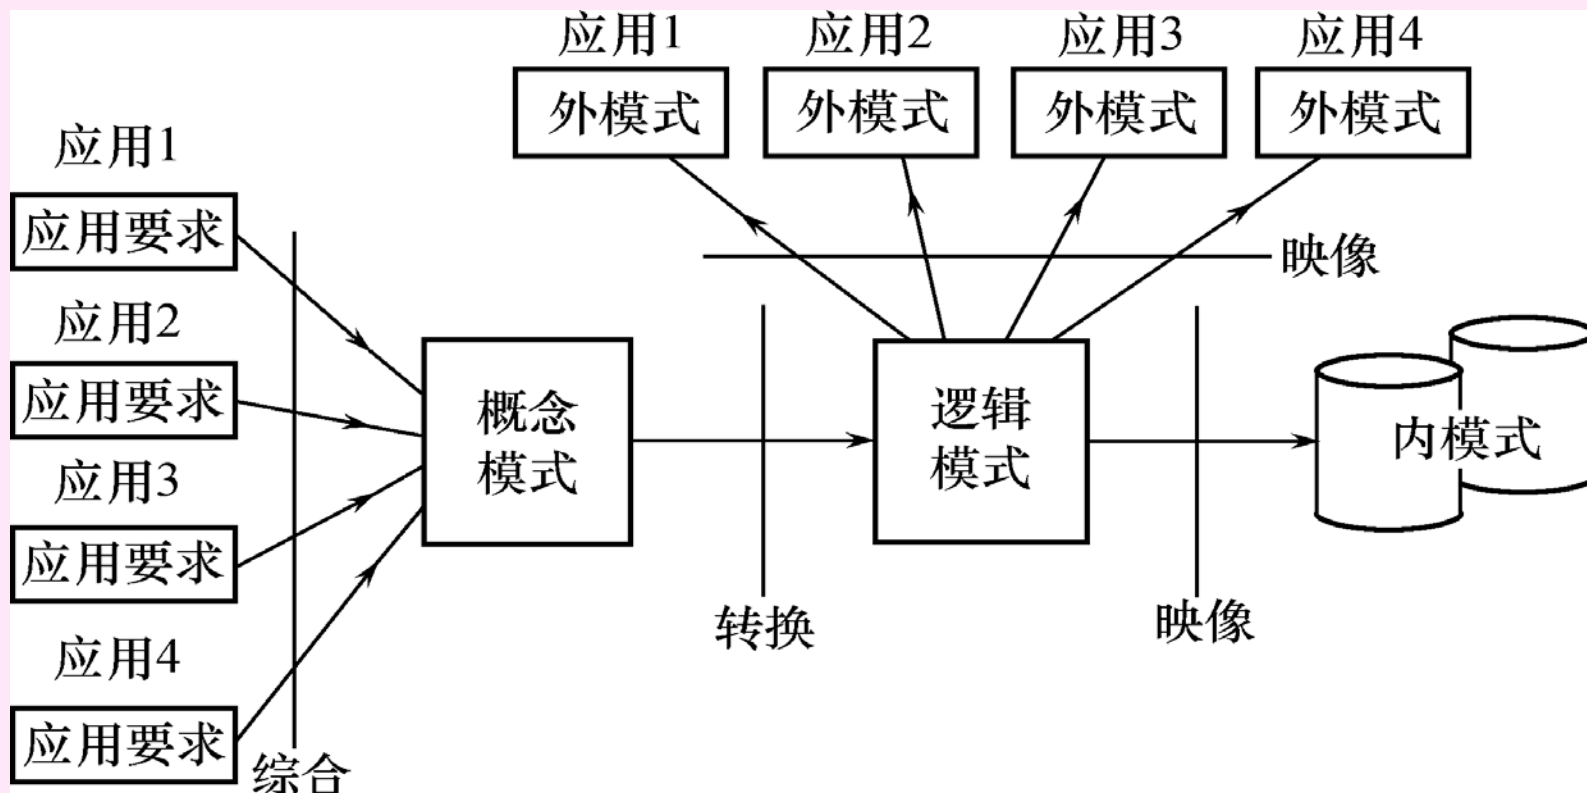 应用1
应用2
应用3
应用4
外模式
外模式
外模式
外模式
应用1
应用要求
映像
应用2
应用要求
概念
模式
逻辑
模式
内模式
应用3
应用要求
转换
映像
应用4
应用要求
综合